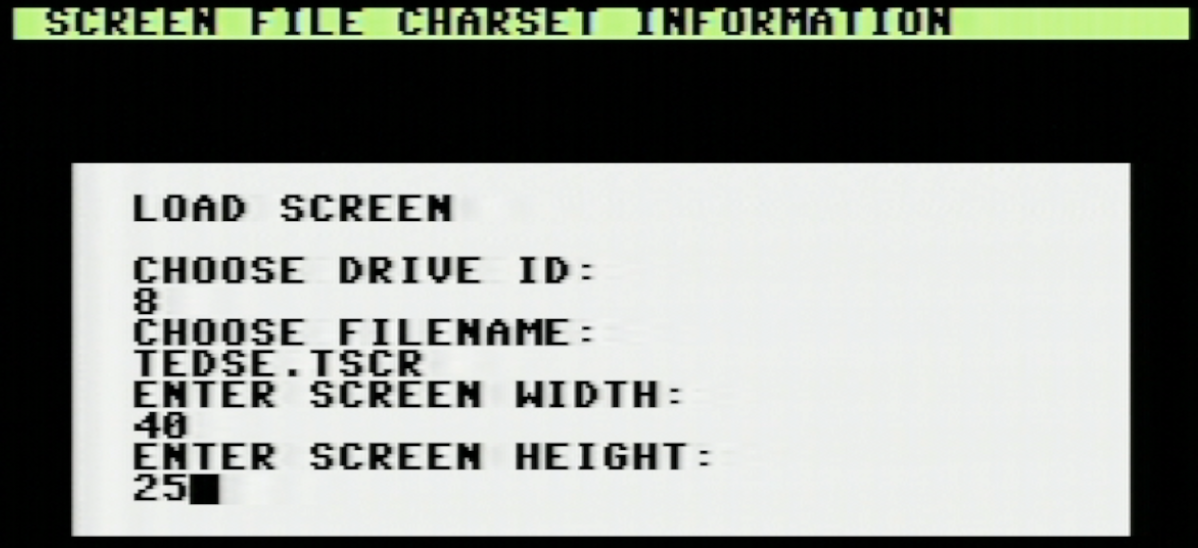 SCREEN FILE CHARSET INFORMATION
LOAD SCREEN
CHOOSE DRIVE ID:
8
CHOOSE FILENAME:
TEDSE.TSCR
ENTER SCREEN WIDTH:
40
ENTER SCREEN HEIGHT:
25